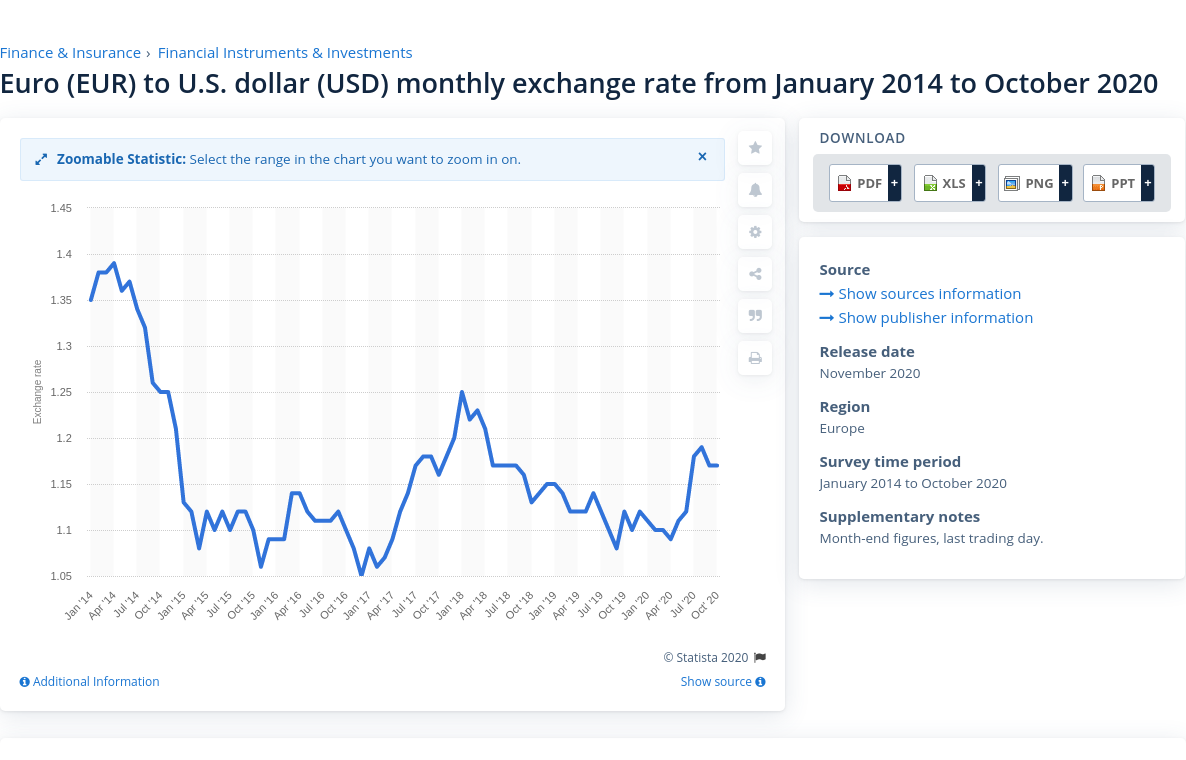 Finance & Insurance › Financial Instruments & Investments
Euro (EUR) to U.S. dollar (USD) monthly exchange rate from January 2014 to October 2020
Zoomable Statistic: Select the range in the chart you want to zoom in on. ×
1.45
1.4
1.35
1.3
1.25
1.2
1.15
1.1
1.05
Exchange rate
Jan '14 Apr '14 Jul '14 Oct '14 Jan '15 Apr '15 Jul '15 Oct '15 Jan '16 Apr '16 Jul '16 Oct '16 Jan '17 Apr '17 Jul '17 Oct '17 Jan '18 Apr '18 Jul '18 Oct '18 Jan '19 Apr '19 Jul '19 Oct '19 Jan '20 Apr '20 Jul '20 Oct '20
© Statista 2020
Additional Information
Show source
DOWNLOAD
PDF + XLS + PNG + PPT +
Source
Show sources information
Show publisher information
Release date
November 2020
Region
Europe
Survey time period
January 2014 to October 2020
Supplementary notes
Month-end figures, last trading day.